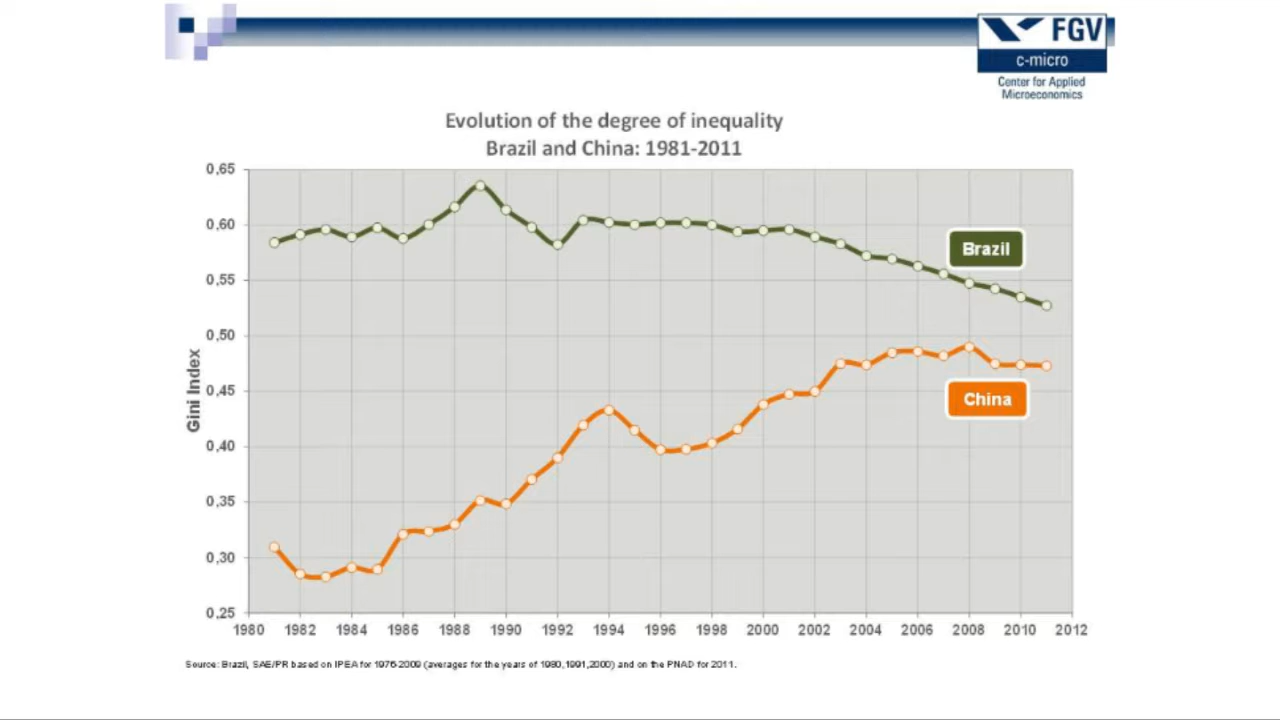 FGV
c-micro
Center for Applied
Microeconomics
Evolution of the degree of inequality
Brazil and China: 1981-2011
0,65
0,60
0,55
0,50
0,45
0,40
0,35
0,30
0,25
Gini Index
Brazil
China
1980 1982 1984 1986 1988 1990 1992 1994 1996 1998 2000 2002 2004 2006 2008 2010 2012
Source: Brazil, SAE/PR based on IPEA for 1976-2009 (averages for the years of 1980,1991,2000) and on the PNAD for 2011.